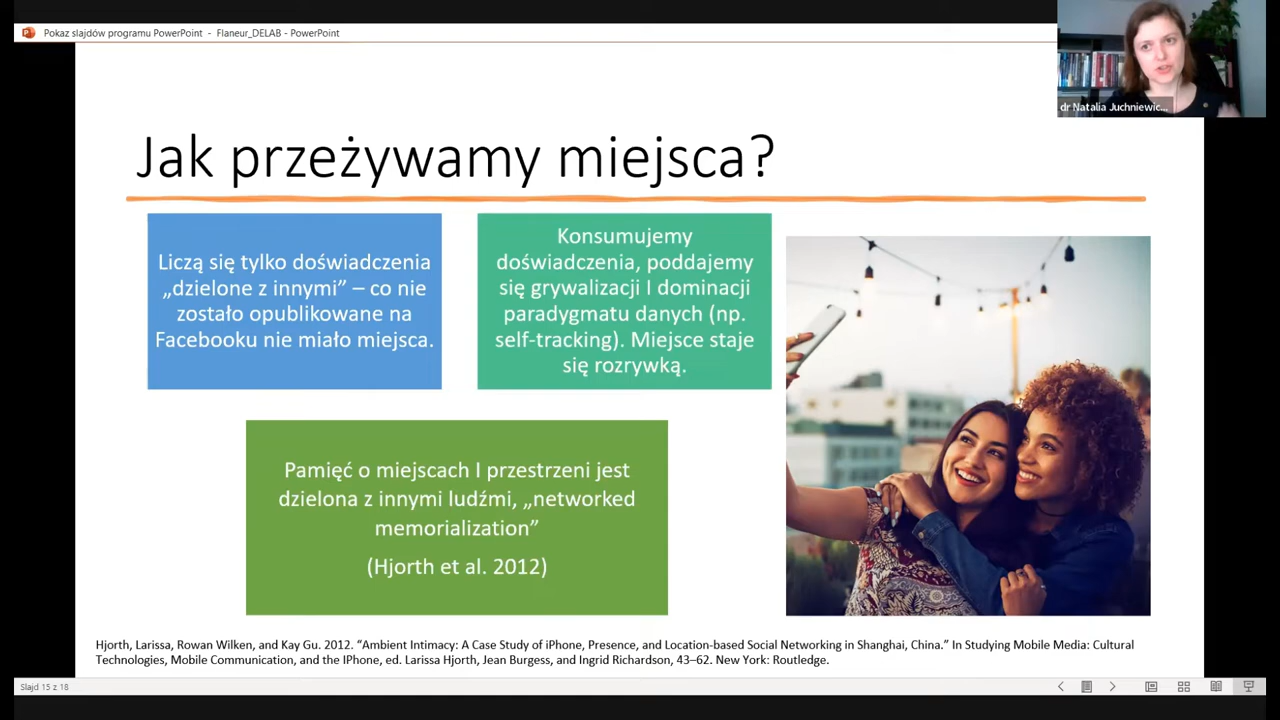 Pokaz slajdów programu PowerPoint - Flaneur_DELAB - PowerPoint
dr Natalia Juchniewic...
Jak przeżywamy miejsca?
Liczą się tylko doświadczenia
„dzielone z innymi” – co nie
zostało opublikowane na
Facebooku nie miało miejsca.
Konsumujemy
doświadczenia, poddajemy
się grywalizacji I dominacji
paradygmatu danych (np.
self-tracking). Miejsce staje
się rozrywką.
Pamięć o miejscach I przestrzeni jest
dzielona z innymi ludźmi, „networked
memorialization”
(Hjorth et al. 2012)
Hjorth, Larissa, Rowan Wilken, and Kay Gu. 2012. “Ambient Intimacy: A Case Study of iPhone, Presence, and Location-based Social Networking in Shanghai, China.” In Studying Mobile Media: Cultural
Technologies, Mobile Communication, and the IPhone, ed. Larissa Hjorth, Jean Burgess, and Ingrid Richardson, 43–62. New York: Routledge.
Slajd 15 z 18